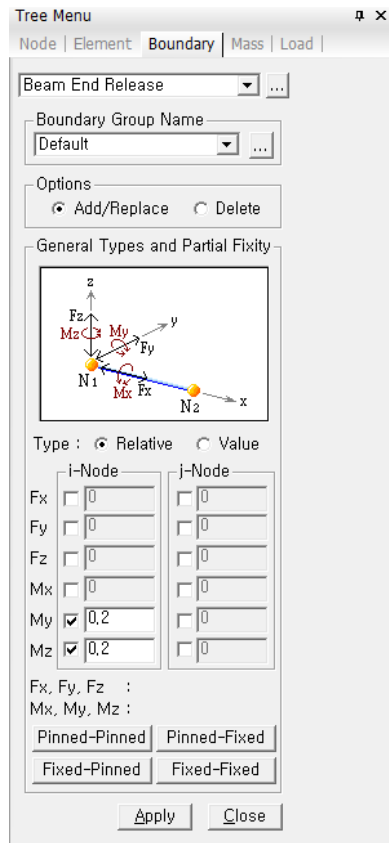 Tree Menu
Node | Element Boundary | Mass | Load |
Beam End Release ...
Boundary Group Name
Default ...
Options
Add/Replace Delete
General Types and Partial Fixity
z
Fz
y
Mz My
Fy
N1 Mx Fx
N2 x
Type : Relative Value
i-Node j-Node
Fx 0 0
Fy 0 0
Fz 0 0
Mx 0 0
My 0.2 0
Mz 0.2 0
Fx, Fy, Fz :
Mx, My, Mz :
Pinned-Pinned Pinned-Fixed
Fixed-Pinned Fixed-Fixed
Apply Close